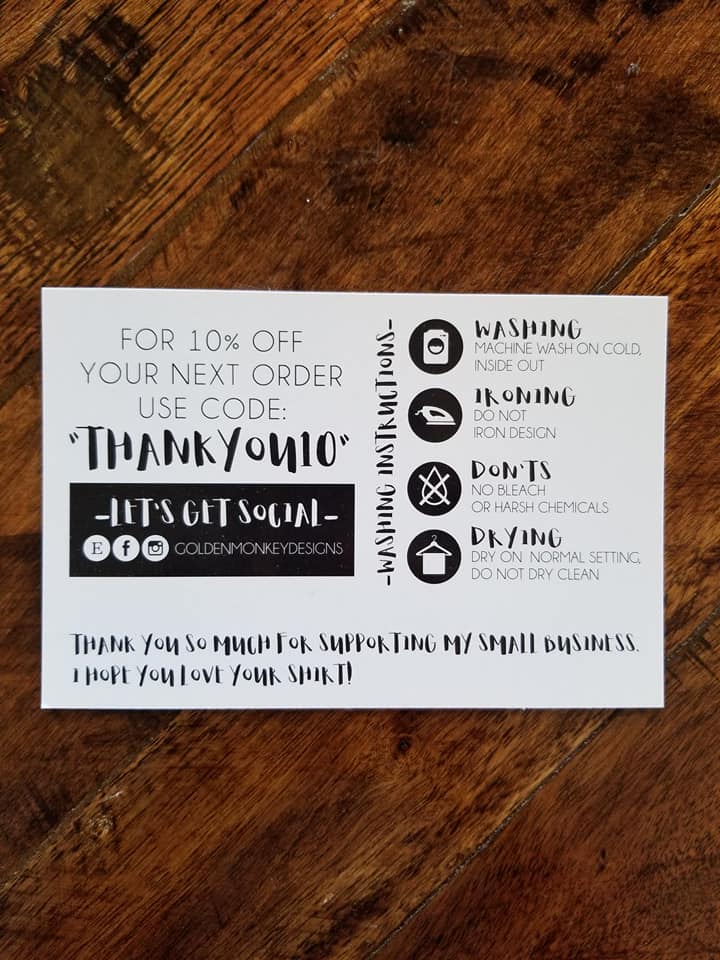 FOR 10% OFF
YOUR NEXT ORDER
USE CODE:
"THANKYOU10"
-LET'S GET SOCIAL-
E f GOLDENMONKEYDESIGNS
-WASHING INSTRUCTIONS-
WASHING
MACHINE WASH ON COLD,
INSIDE OUT
IRONING
DO NOT
IRON DESIGN
DON'TS
NO BLEACH
OR HARSH CHEMICALS
DRYING
DRY ON NORMAL SETTING,
DO NOT DRY CLEAN
THANK YOU SO MUCH FOR SUPPORTING MY SMALL BUSINESS.
I HOPE YOU LOVE YOUR SHIRT!